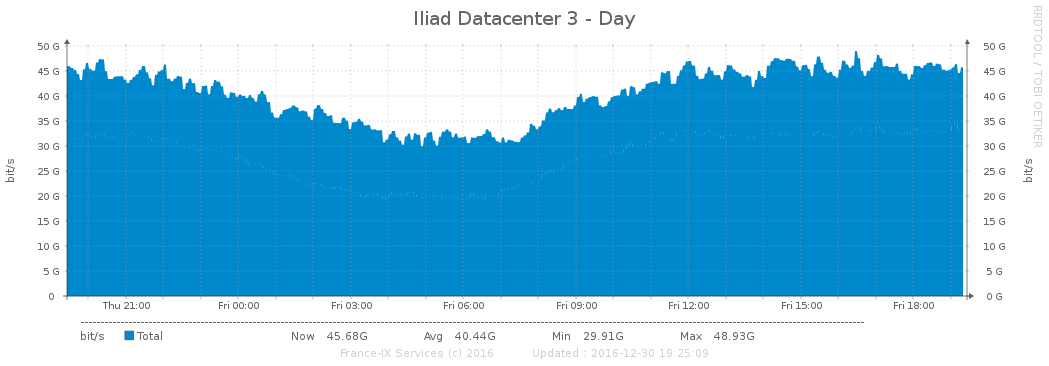 Iliad Datacenter 3 - Day
RRDTOOL / TOBI OETIKER
50 G 50 G
45 G 45 G
40 G 40 G
35 G 35 G
30 G 30 G
25 G 25 G
20 G 20 G
15 G 15 G
10 G 10 G
5 G 5 G
0 0 G
bit/s bit/s
Thu 21:00 Fri 00:00 Fri 03:00 Fri 06:00 Fri 09:00 Fri 12:00 Fri 15:00 Fri 18:00
bit/s Total Now 45.68G Avg 40.44G Min 29.91G Max 48.93G
France-IX Services (c) 2016 Updated : 2016-12-30 19:25:09